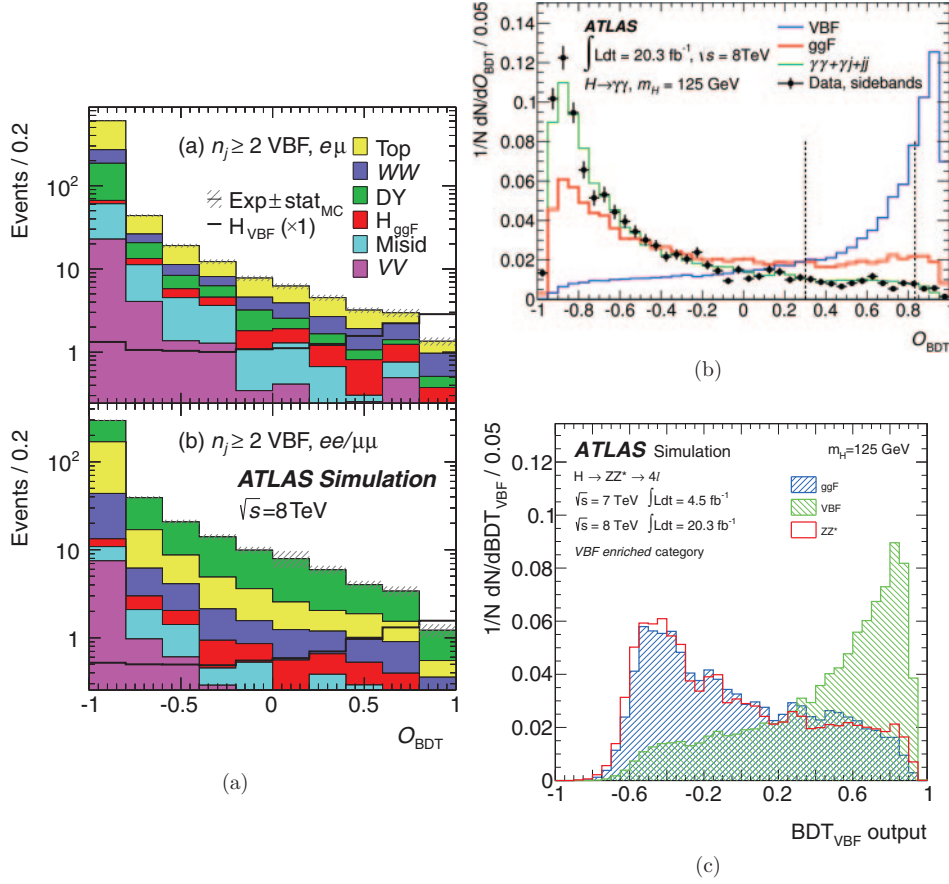 Events / 0.2
10²
10
1
(a) nⱼ ≥ 2 VBF, eμ
Exp ± stat_MC
H_VBF (×1)
Top
WW
DY
H_ggF
Misid
VV
Events / 0.2
10²
10
1
(b) nⱼ ≥ 2 VBF, ee/μμ
ATLAS Simulation
√s = 8 TeV
-1 -0.5 0 0.5 1
O_BDT
(a)
1/N dN/dO_BDT / 0.05
0.14
0.12
0.10
0.08
0.06
0.04
0.02
0
ATLAS
∫Ldt = 20.3 fb⁻¹, √s = 8TeV
H→γγ, m_H = 125 GeV
VBF
ggF
γγ+γj+jj
Data, sidebands
-1 -0.8 -0.6 -0.4 -0.2 0 0.2 0.4 0.6 0.8 1
O_BDT
(b)
1/N dN/dBDT_VBF / 0.05
0.12
0.1
0.08
0.06
0.04
0.02
0
ATLAS Simulation
m_H=125 GeV
H → ZZ* → 4l
√s = 7 TeV ∫Ldt = 4.5 fb⁻¹
√s = 8 TeV ∫Ldt = 20.3 fb⁻¹
VBF enriched category
ggF
VBF
ZZ*
-1 -0.6 -0.2 0.2 0.6 1
BDT_VBF output
(c)